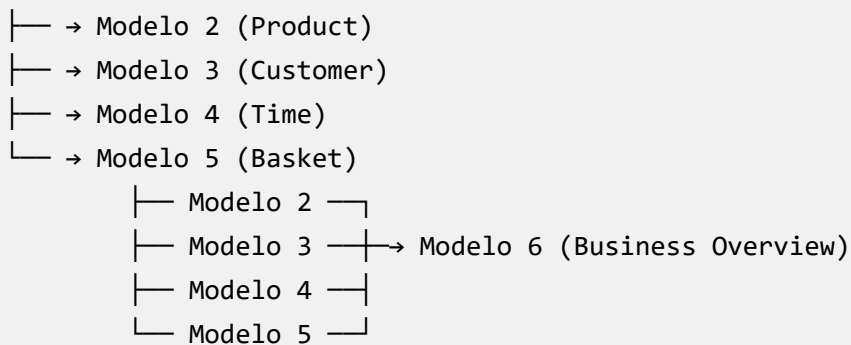 ├── → Modelo 2 (Product)
├── → Modelo 3 (Customer)
├── → Modelo 4 (Time)
└── → Modelo 5 (Basket)
├── Modelo 2 ──┐
├── Modelo 3 ──┼─→ Modelo 6 (Business Overview)
├── Modelo 4 ──┤
└── Modelo 5 ──┘